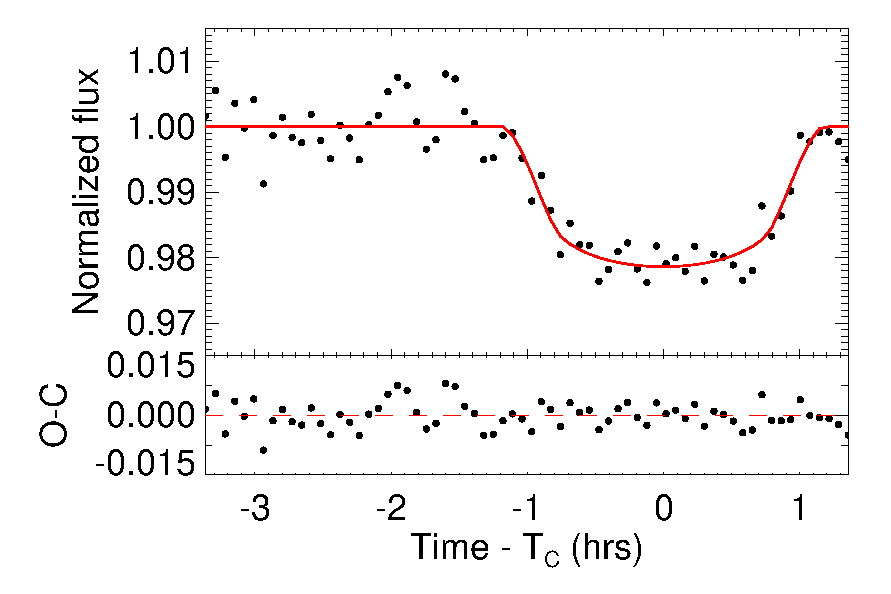 Normalized flux
1.01
1.00
0.99
0.98
0.97
O-C
0.015
0.000
-0.015
-3 -2 -1 0 1
Time - T_C (hrs)